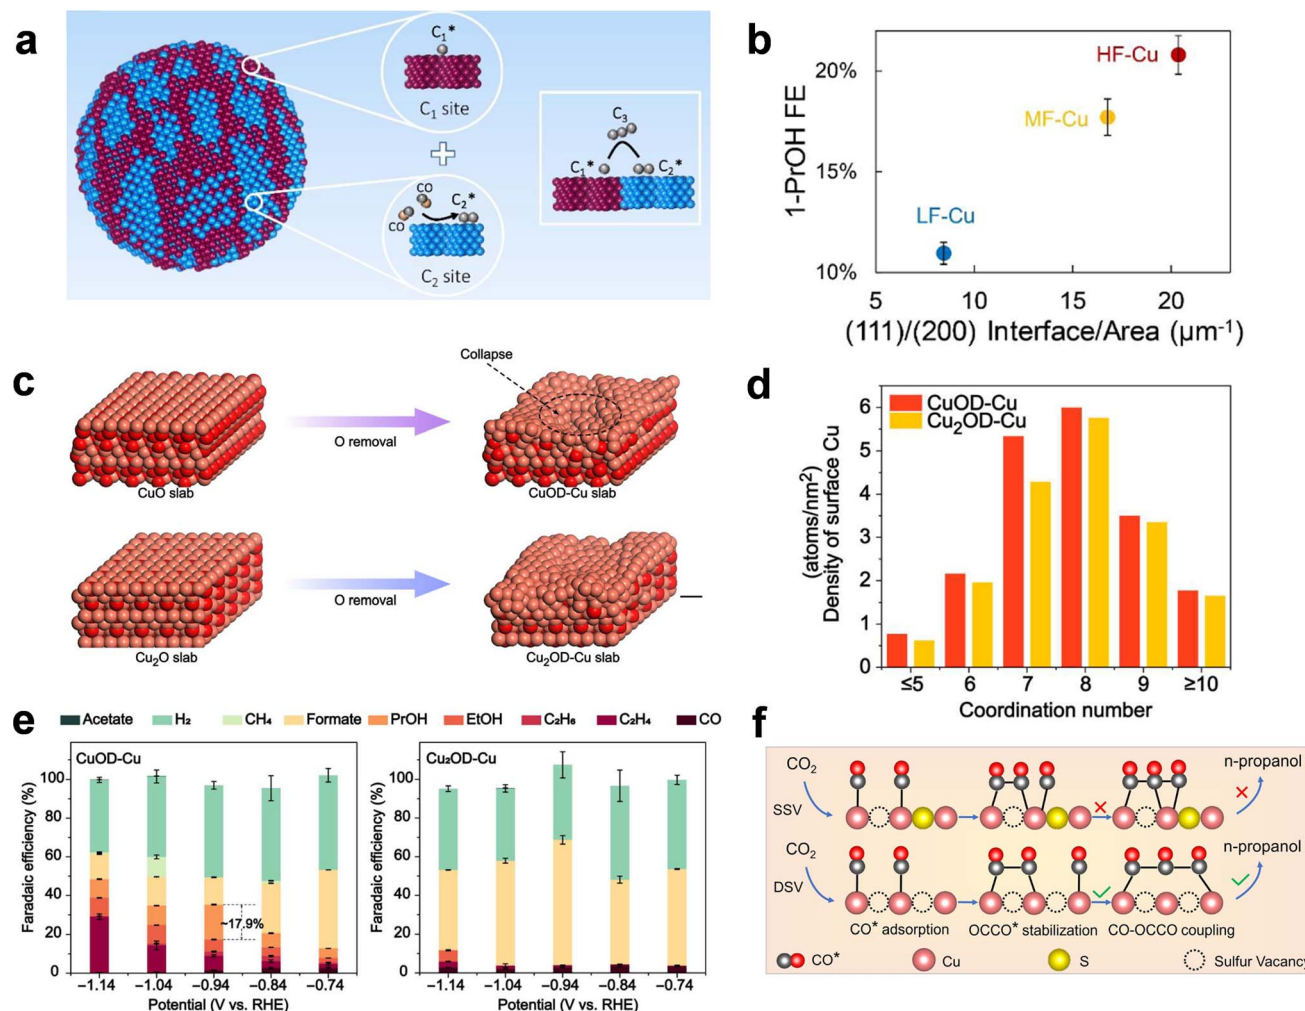 a
C₁*
C₁ site
CO
CO
C₂*
C₂ site
C₃
C₁*
C₂*
b
1-PrOH FE
20%
15%
10%
HF-Cu
MF-Cu
LF-Cu
5 10 15 20
(111)/(200) Interface/Area (μm⁻¹)
c
Collapse
O removal
CuO slab
CuOD-Cu slab
O removal
Cu₂O slab
Cu₂OD-Cu slab
d
(atoms/nm²)
Density of surface Cu
6
5
4
3
2
1
0
CuOD-Cu
Cu₂OD-Cu
≤5 6 7 8 9 ≥10
Coordination number
e
Acetate H₂ CH₄ Formate PrOH EtOH C₂H₆ C₂H₄ CO
CuOD-Cu
Faradaic efficiency (%)
100
80
60
40
20
0
~17.9%
−1.14 −1.04 −0.94 −0.84 −0.74
Potential (V vs. RHE)
Cu₂OD-Cu
Faradaic efficiency (%)
100
80
60
40
20
0
−1.14 −1.04 −0.94 −0.84 −0.74
Potential (V vs. RHE)
f
CO₂
SSV
n-propanol
CO₂
DSV
n-propanol
CO* adsorption
OCCO* stabilization
CO-OCCO coupling
CO*
Cu
S
Sulfur Vacancy